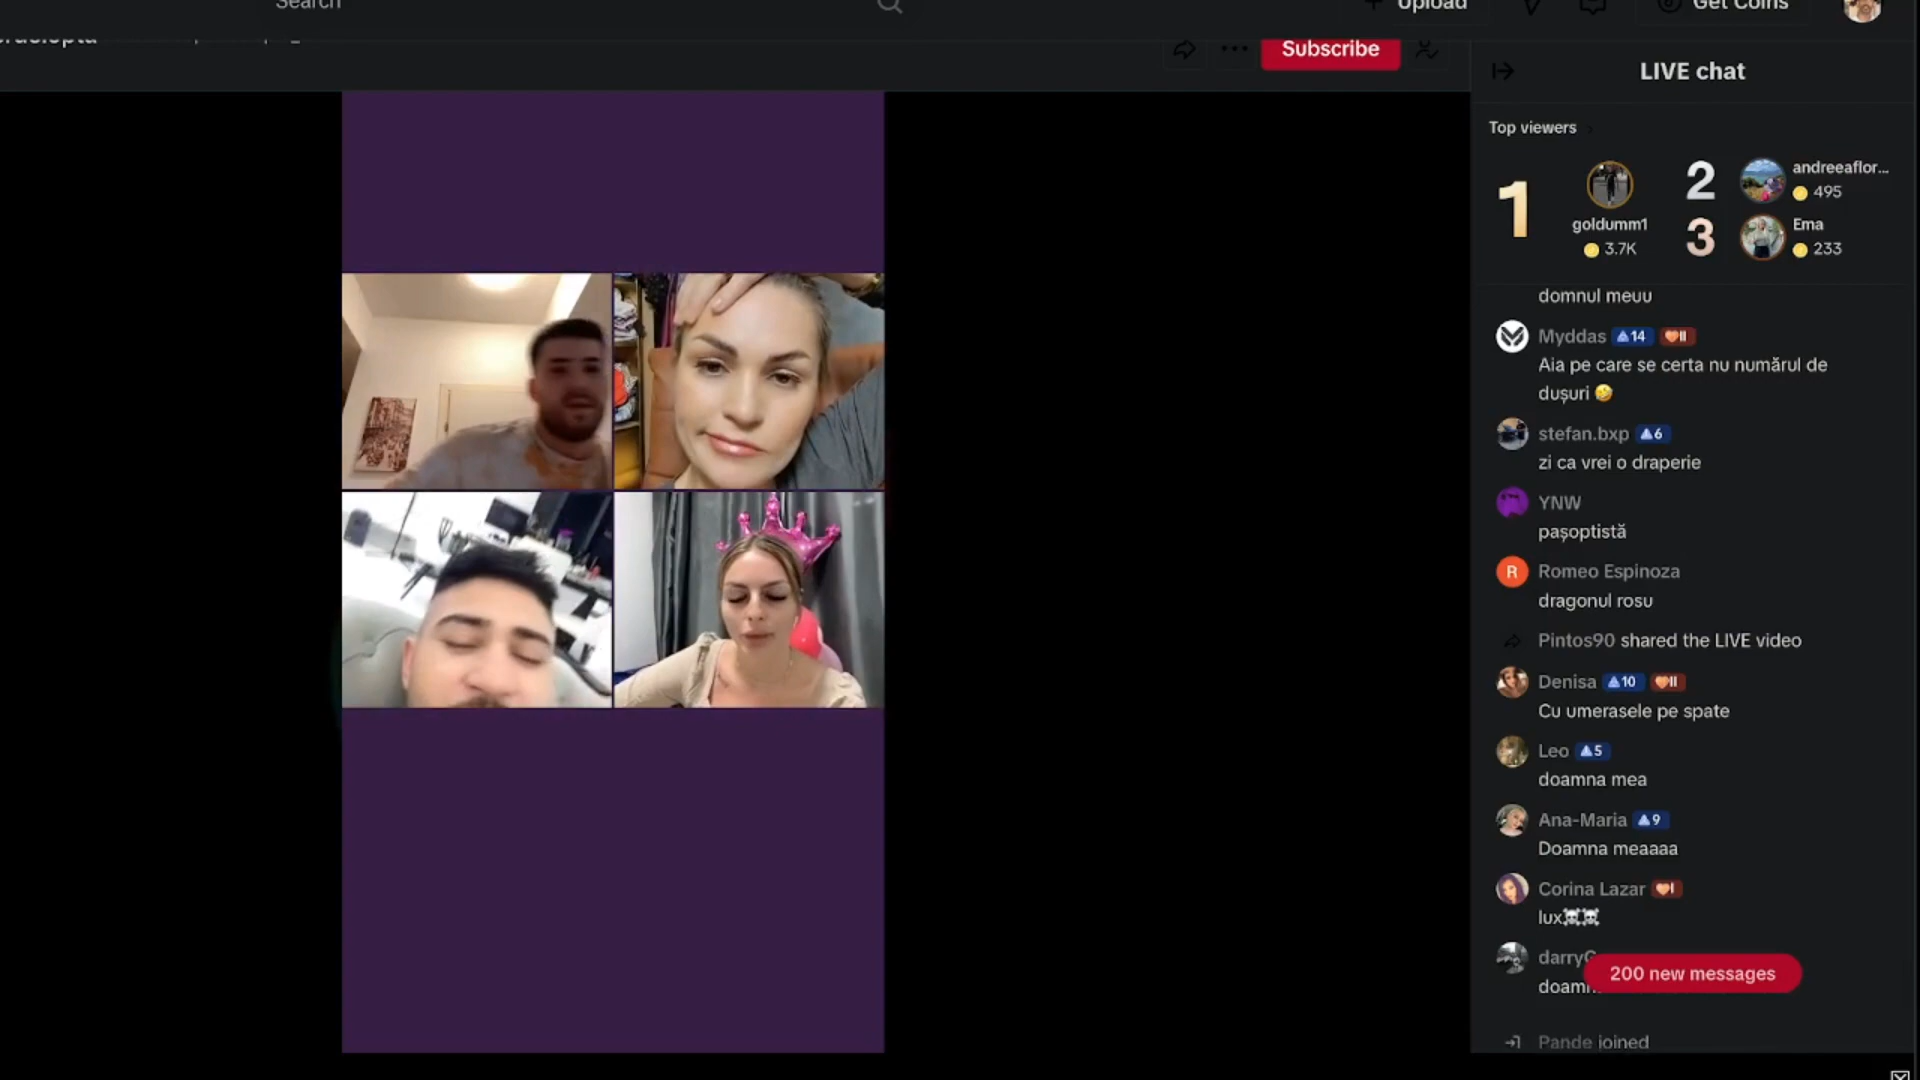 Search
Upload
Get Coins
Subscribe
LIVE chat
Top viewers
1
goldumm1
3.7K
2
andreeaflor...
495
3
Ema
233
domnul meuu
Myddas 14 II
Aia pe care se certa nu numărul de
dușuri 🤣
stefan.bxp 6
zi ca vrei o draperie
YNW
pașoptistă
R
Romeo Espinoza
dragonul rosu
Pintos90 shared the LIVE video
Denisa 10 II
Cu umerasele pe spate
Leo 5
doamna mea
Ana-Maria 9
Doamna meaaaa
Corina Lazar I
lux☠️☠️
200 new messages
Pande joined